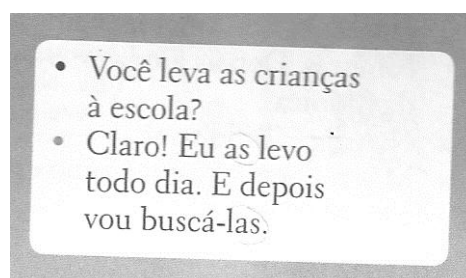 • Você leva as crianças
à escola?
• Claro! Eu as levo
todo dia. E depois
vou buscá-las.